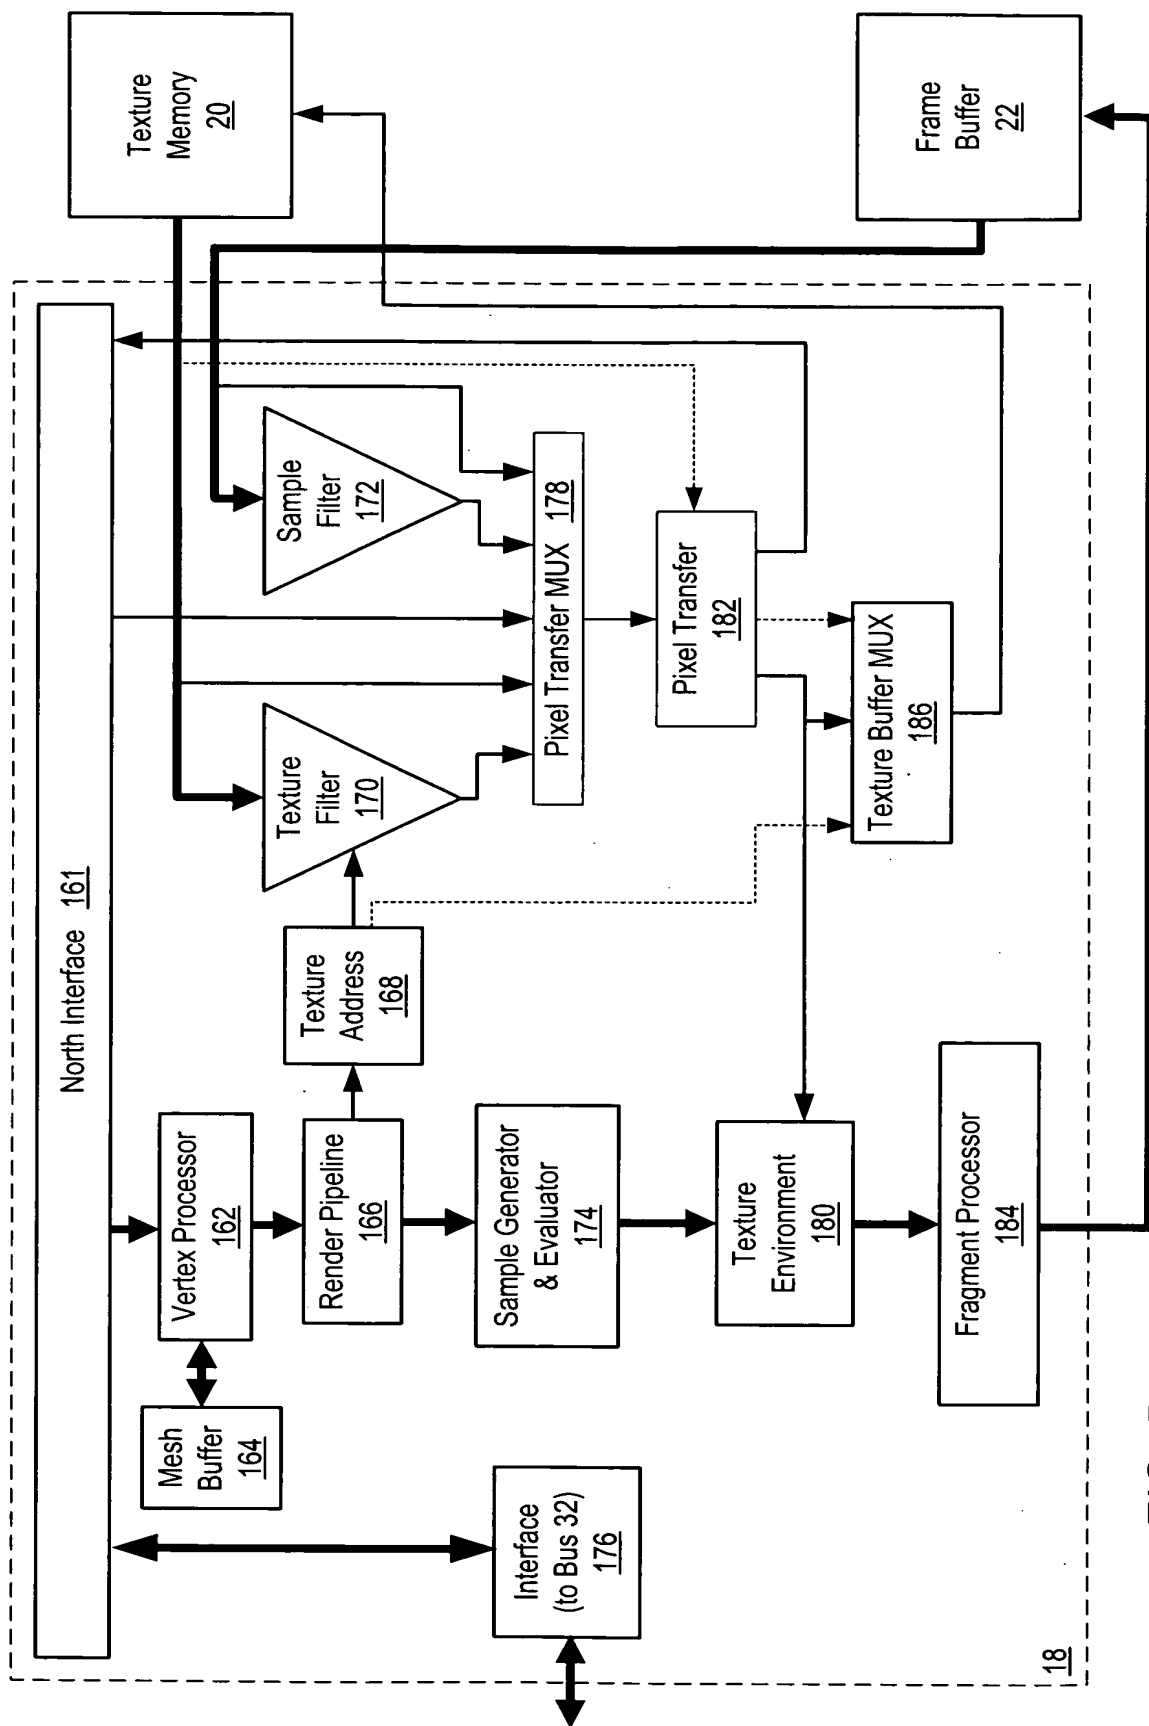 North Interface 161
Mesh
Buffer
164
Vertex Processor
162
Texture
Memory
20
Render Pipeline
166
Texture
Address
168
Texture
Filter
170
Sample
Filter
172
Interface
(to Bus 32)
176
Sample Generator
& Evaluator
174
Pixel Transfer MUX 178
Pixel Transfer
182
Texture
Environment
180
Texture Buffer MUX
186
Frame
Buffer
22
Fragment Processor
184
18